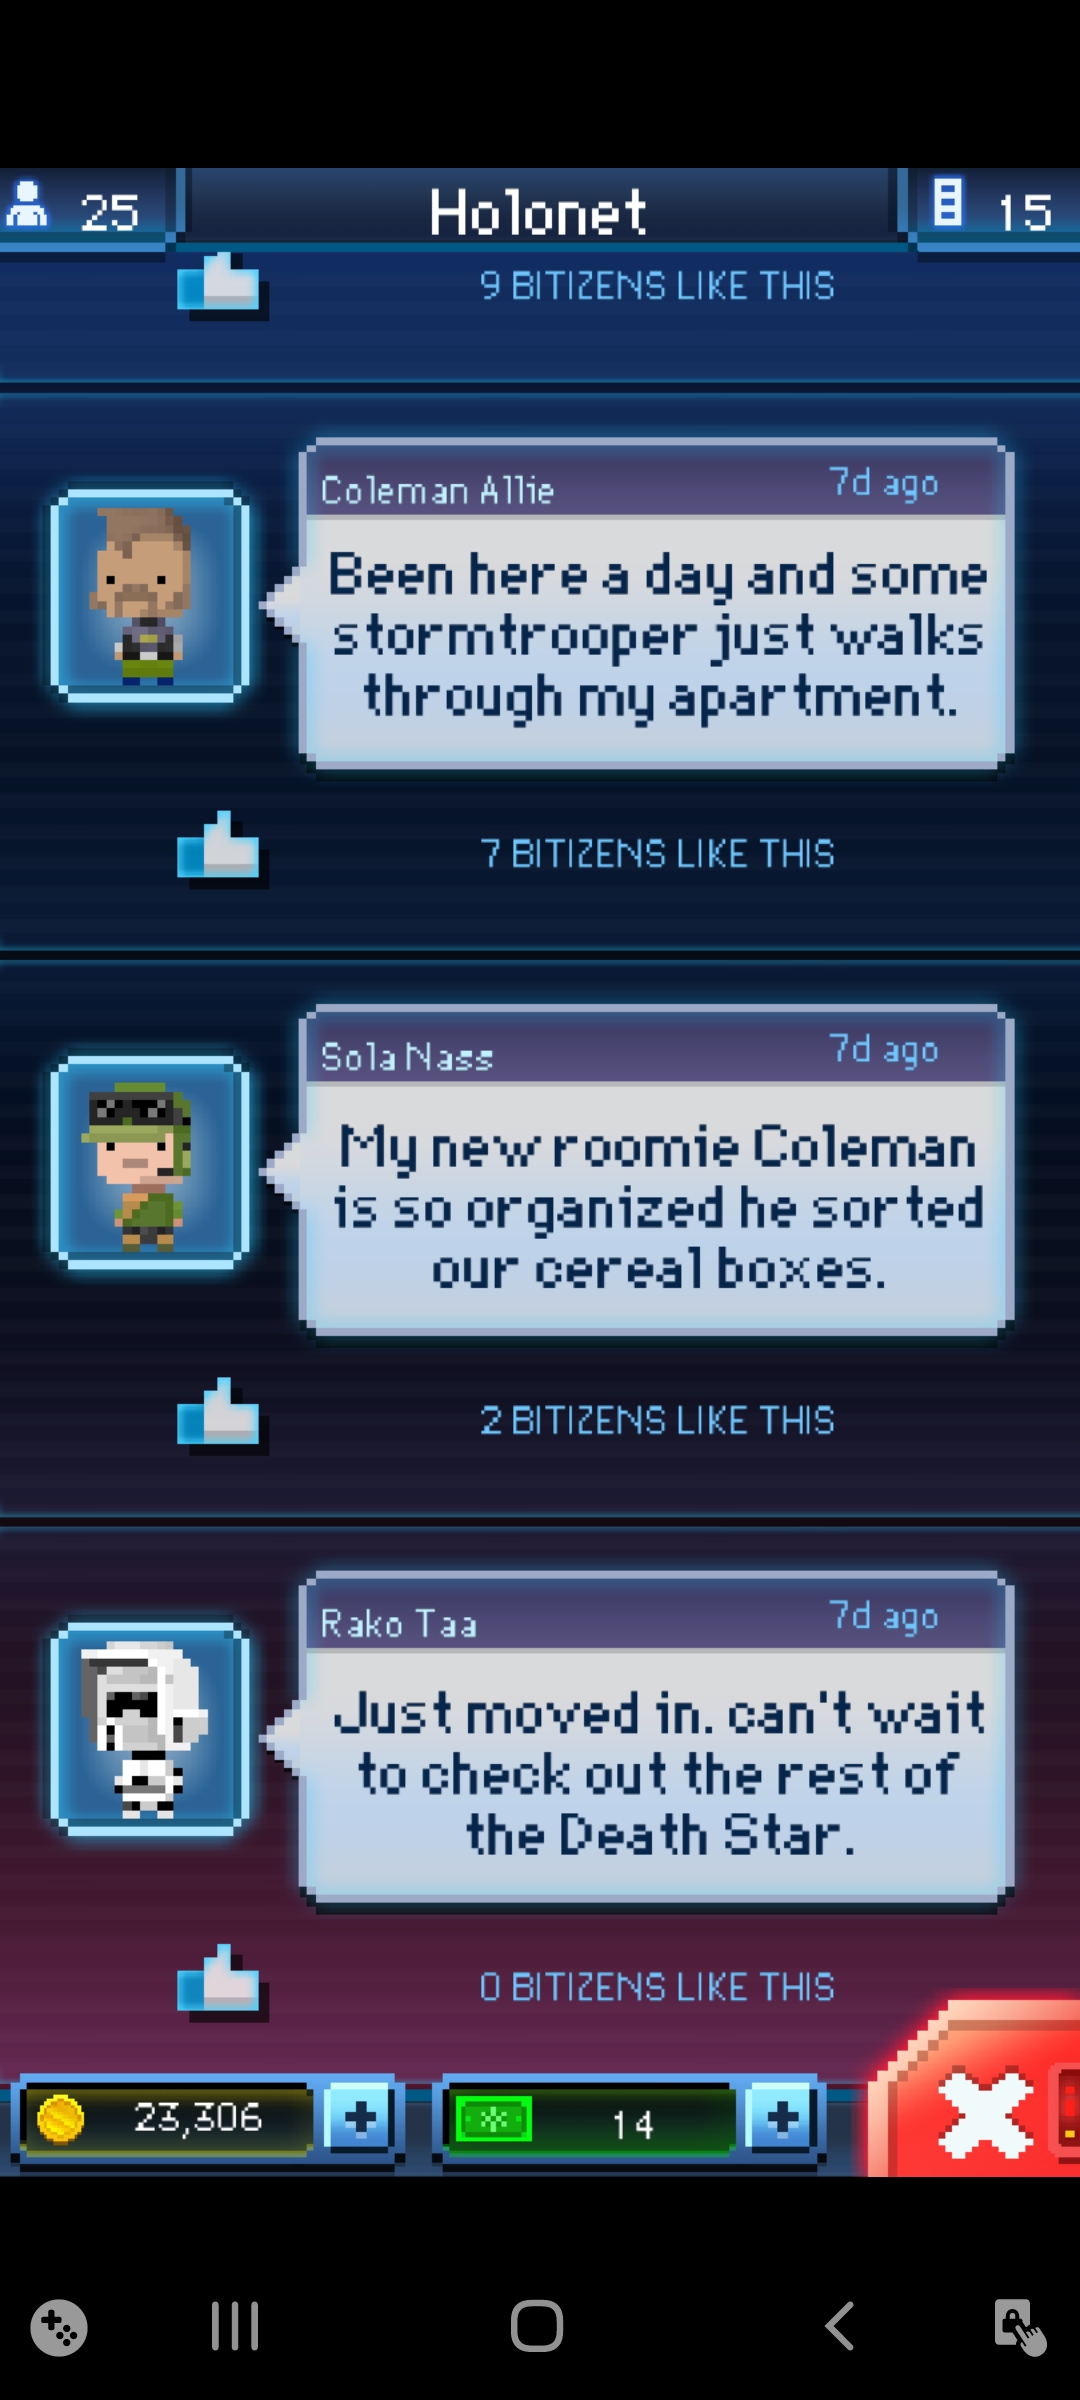 25
Holonet
15
9 BITIZENS LIKE THIS
Coleman Allie
7d ago
Been here a day and some
stormtrooper just walks
through my apartment.
7 BITIZENS LIKE THIS
Sola Nass
7d ago
My new roomie Coleman
is so organized he sorted
our cereal boxes.
2 BITIZENS LIKE THIS
Rako Taa
7d ago
Just moved in. can't wait
to check out the rest of
the Death Star.
0 BITIZENS LIKE THIS
23,306
14